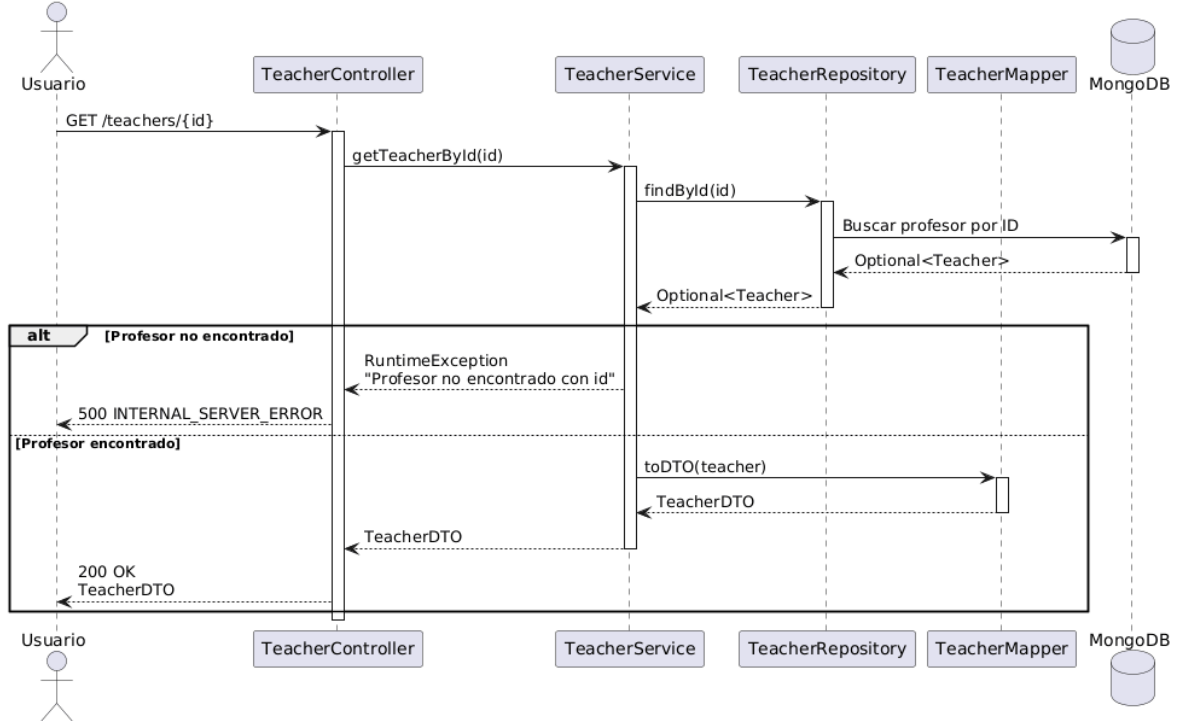 Usuario
TeacherController
TeacherService
TeacherRepository
TeacherMapper
MongoDB
GET /teachers/{id}
getTeacherById(id)
findById(id)
Buscar profesor por ID
Optional<Teacher>
Optional<Teacher>
alt
[Profesor no encontrado]
RuntimeException
"Profesor no encontrado con id"
500 INTERNAL_SERVER_ERROR
[Profesor encontrado]
toDTO(teacher)
TeacherDTO
TeacherDTO
200 OK
TeacherDTO
Usuario
TeacherController
TeacherService
TeacherRepository
TeacherMapper
MongoDB